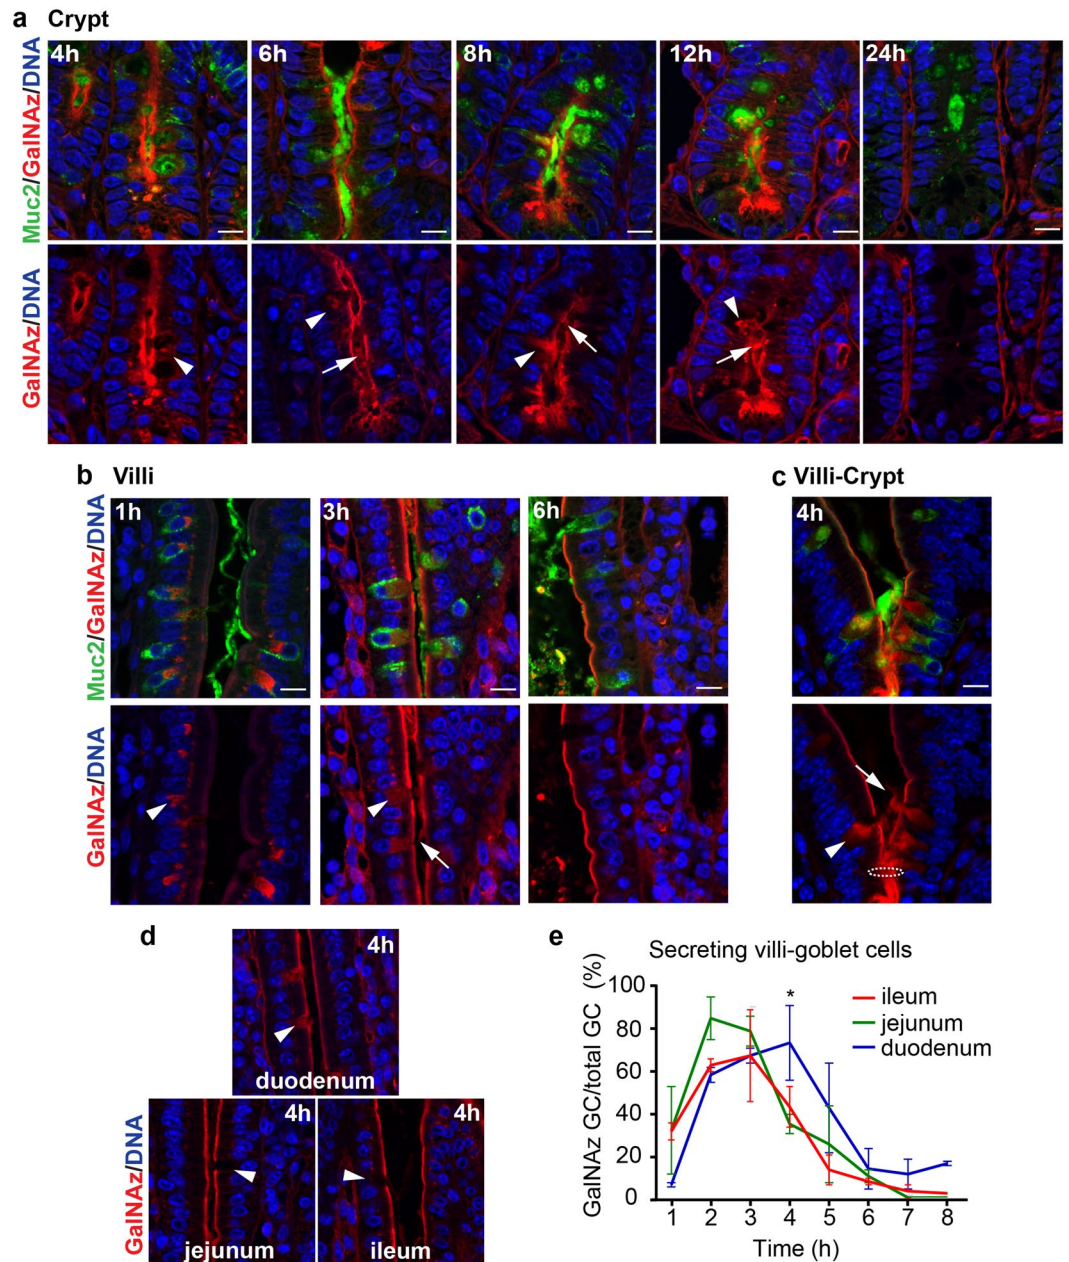 a Crypt
Muc2/GalNAz/DNA
4h 6h 8h 12h 24h
GalNAz/DNA
b Villi
Muc2/GalNAz/DNA
1h 3h 6h
GalNAz/DNA
c Villi-Crypt
4h
d
4h
duodenum
GalNAz/DNA
4h 4h
jejunum ileum
e
Secreting villi-goblet cells
GalNAz GC/total GC (%)
100
80
60
40
20
0
*
ileum
jejunum
duodenum
1 2 3 4 5 6 7 8
Time (h)